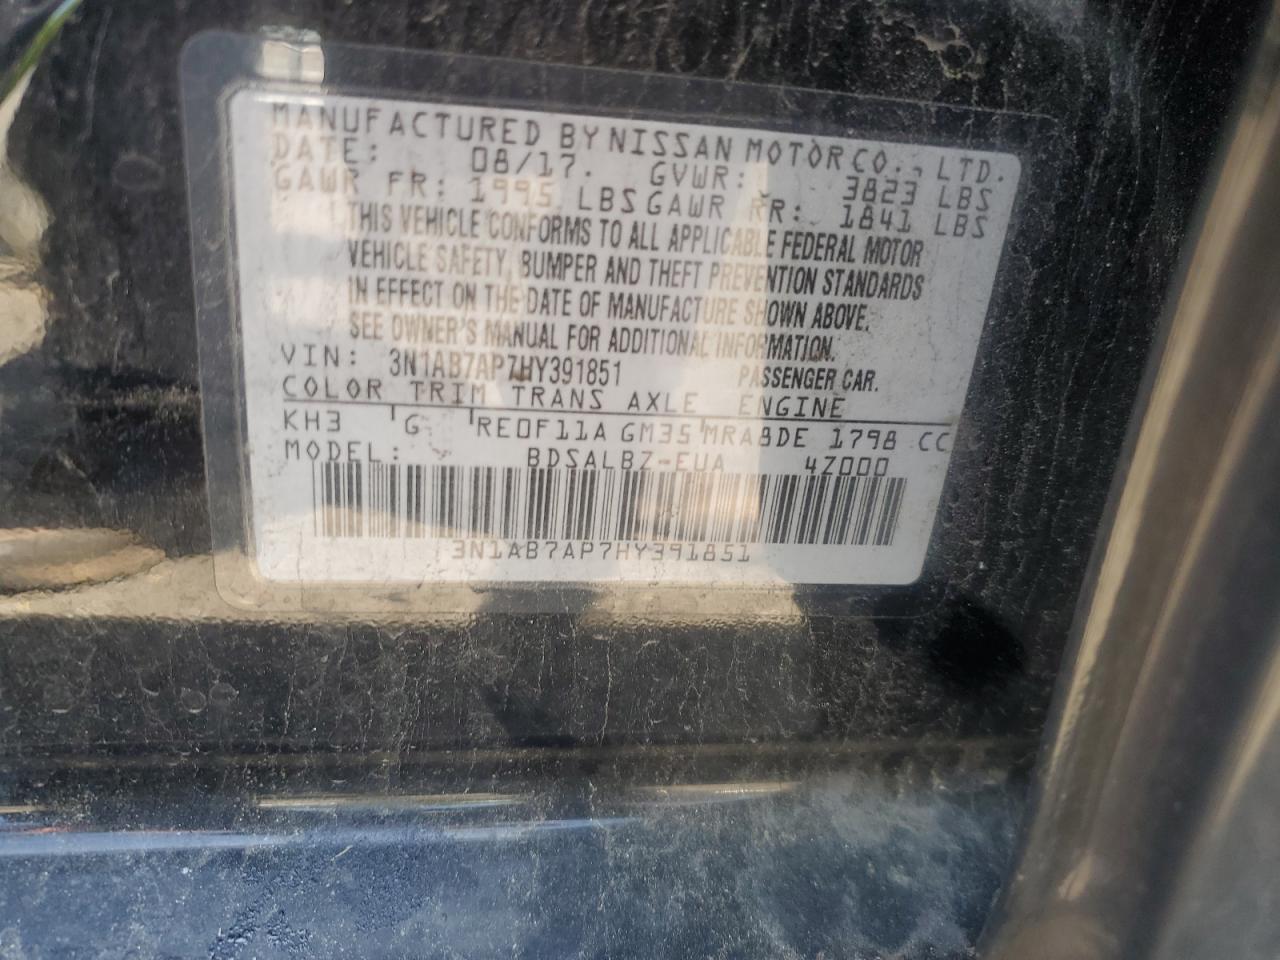 MANUFACTURED BY NISSAN MOTOR CO., LTD.
DATE: 08/17. GVWR: 3823 LBS
GAWR FR: 1995 LBS GAWR RR: 1841 LBS
THIS VEHICLE CONFORMS TO ALL APPLICABLE FEDERAL MOTOR
VEHICLE SAFETY, BUMPER AND THEFT PREVENTION STANDARDS
IN EFFECT ON THE DATE OF MANUFACTURE SHOWN ABOVE.
SEE OWNER'S MANUAL FOR ADDITIONAL INFORMATION.
VIN: 3N1AB7AP7HY391851 PASSENGER CAR.
COLOR TRIM TRANS AXLE ENGINE
KH3 G RE0F11A GM35 MRA8DE 1798 CC
MODEL: BDSALBZ-EUA 4Z000
3N1AB7AP7HY391851